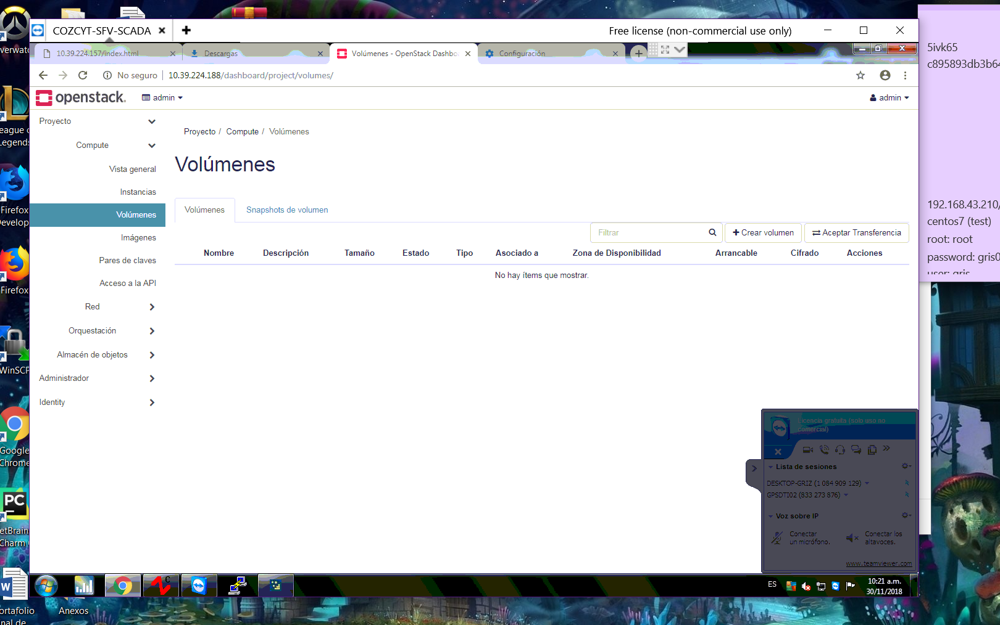 COZCYT-SFV-SCADA
Free license (non-commercial use only)
10.39.224.157/index.html
Descargas
Volúmenes - OpenStack Dashbo
Configuración
No seguro
10.39.224.188/dashboard/project/volumes/
openstack.
admin
admin
Proyecto
Compute
Vista general
Instancias
Volúmenes
Imágenes
Pares de claves
Acceso a la API
Red
Orquestación
Almacén de objetos
Administrador
Identity
Proyecto / Compute / Volúmenes
Volúmenes
Volúmenes
Snapshots de volumen
Filtrar
Crear volumen
Aceptar Transferencia
Nombre Descripción Tamaño Estado Tipo Asociado a Zona de Disponibilidad Arrancable Cifrado Acciones
No hay ítems que mostrar.
Licencia gratuita (solo uso no
comercial)
Lista de sesiones
DESKTOP-GRIZ (1 084 909 129)
GPSDTI02 (833 273 876)
Voz sobre IP
Conectar
un micrófono.
Conectar los
altavoces.
www.teamviewer.com
ES
10:21 a.m.
30/11/2018
5ivk65
c895893db3b64
192.168.43.210/
centos7 (test)
root: root
password: gris0
user: gris
verwatc
eague o
Legends
Firefox
Develop
Firefox
WinSCP
Google
Chrome
PC
etBrain
Charm
W
ortafolio
nal de
Anexos